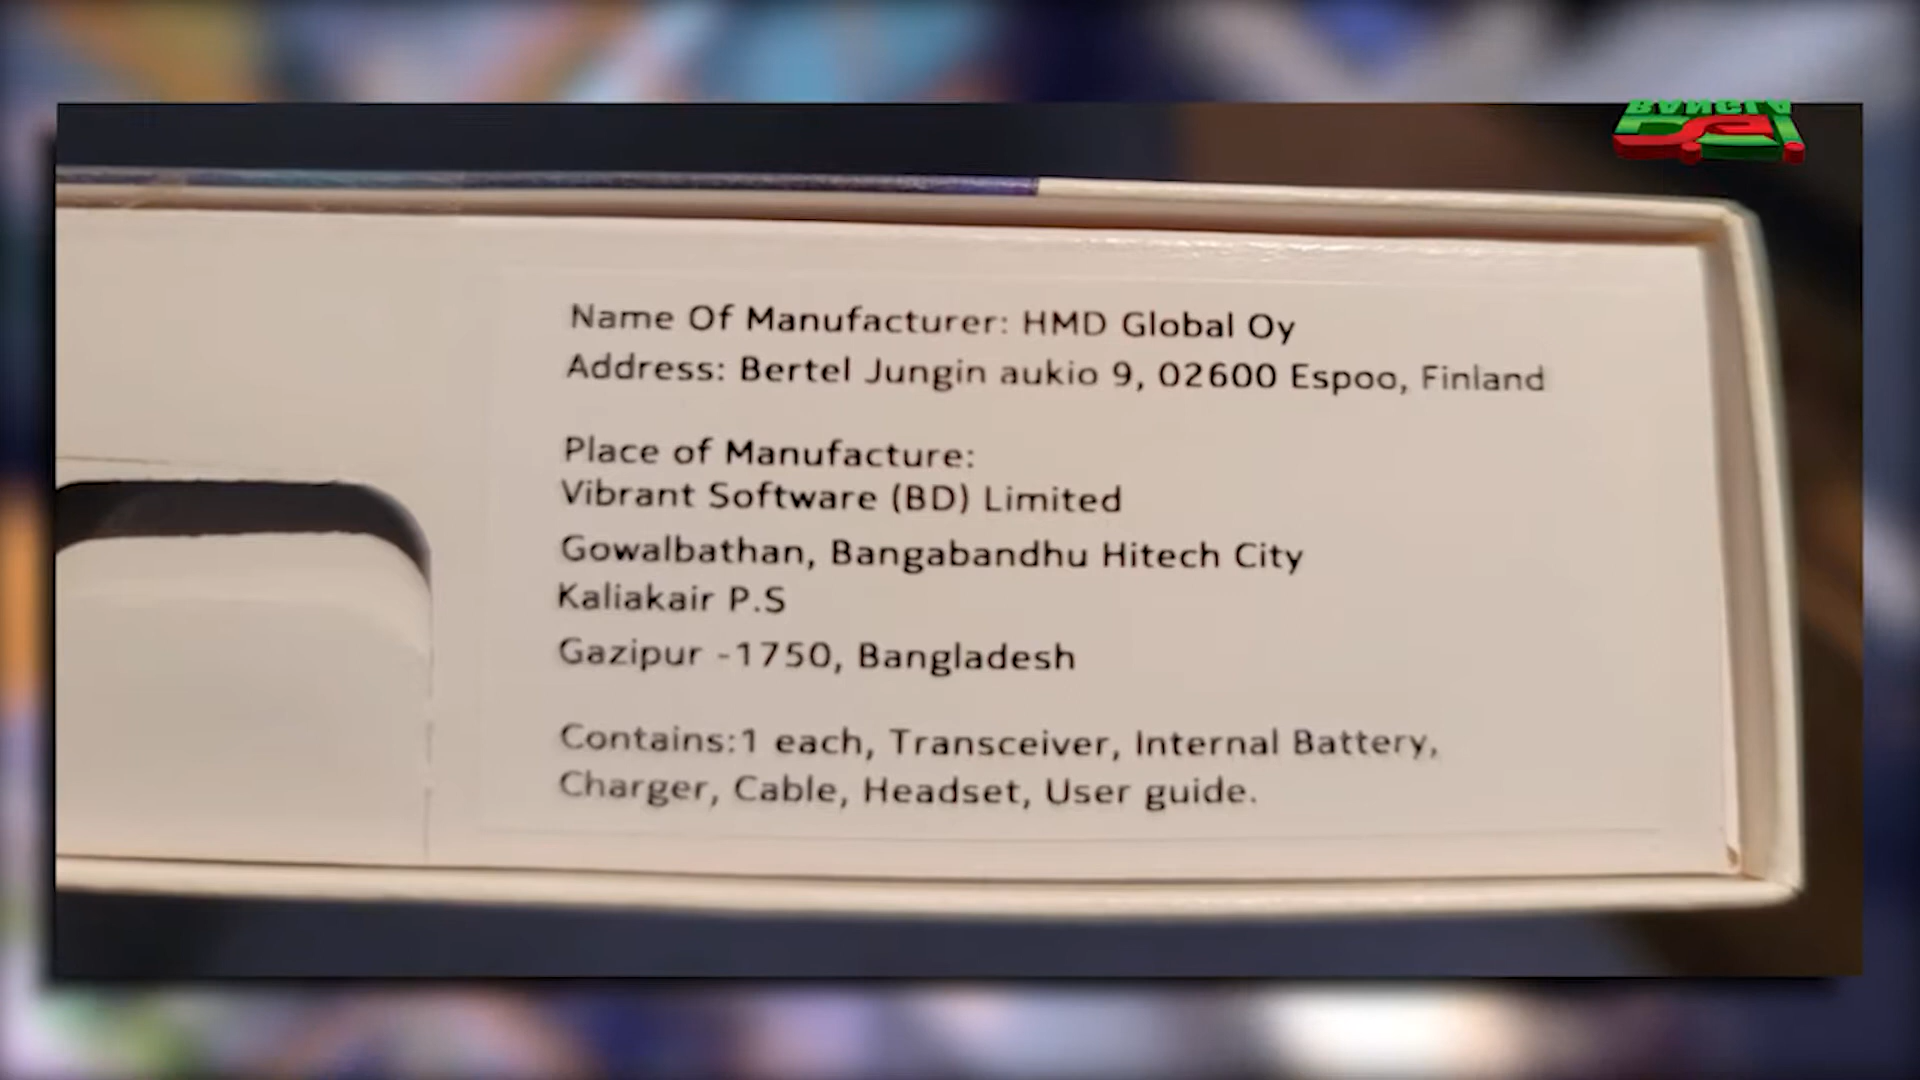 BANGLA
Name Of Manufacturer: HMD Global Oy
Address: Bertel Jungin aukio 9, 02600 Espoo, Finland
Place of Manufacture:
Vibrant Software (BD) Limited
Gowalbathan, Bangabandhu Hitech City
Kaliakair P.S
Gazipur -1750, Bangladesh
Contains:1 each, Transceiver, Internal Battery,
Charger, Cable, Headset, User guide.